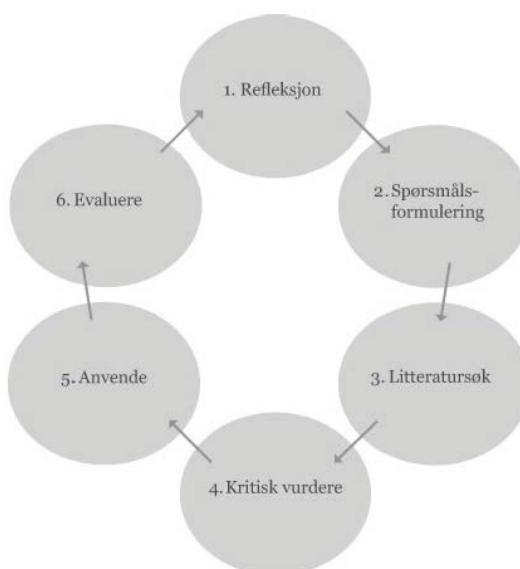 1. Refleksjon
2. Spørsmåls-
formulering
3. Litteratursøk
4. Kritisk vurdere
5. Anvende
6. Evaluere